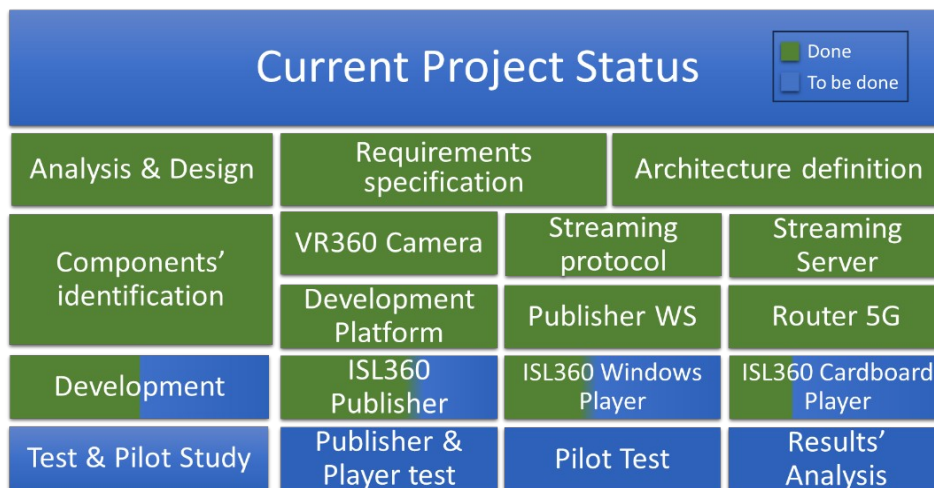 Current Project Status
Done
To be done
Analysis & Design
Requirements
specification
Architecture definition
Components'
identification
VR360 Camera
Streaming
protocol
Streaming
Server
Development
Platform
Publisher WS
Router 5G
Development
ISL360
Publisher
ISL360 Windows
Player
ISL360 Cardboard
Player
Test & Pilot Study
Publisher &
Player test
Pilot Test
Results'
Analysis